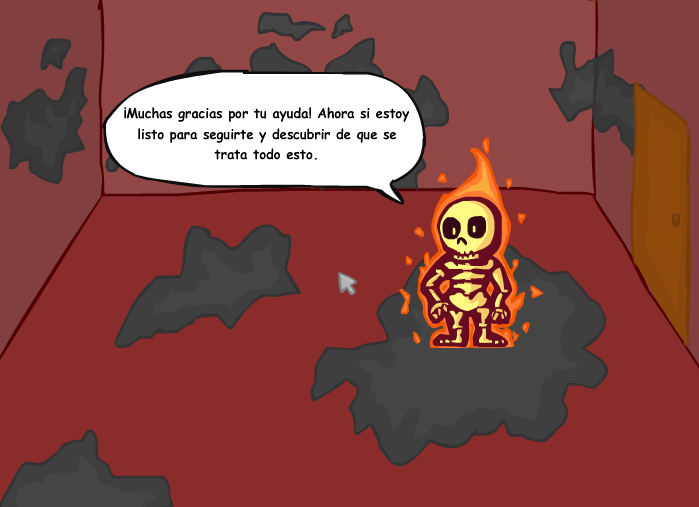 ¡Muchas gracias por tu ayuda! Ahora si estoy
listo para seguirte y descubrir de que se
trata todo esto.